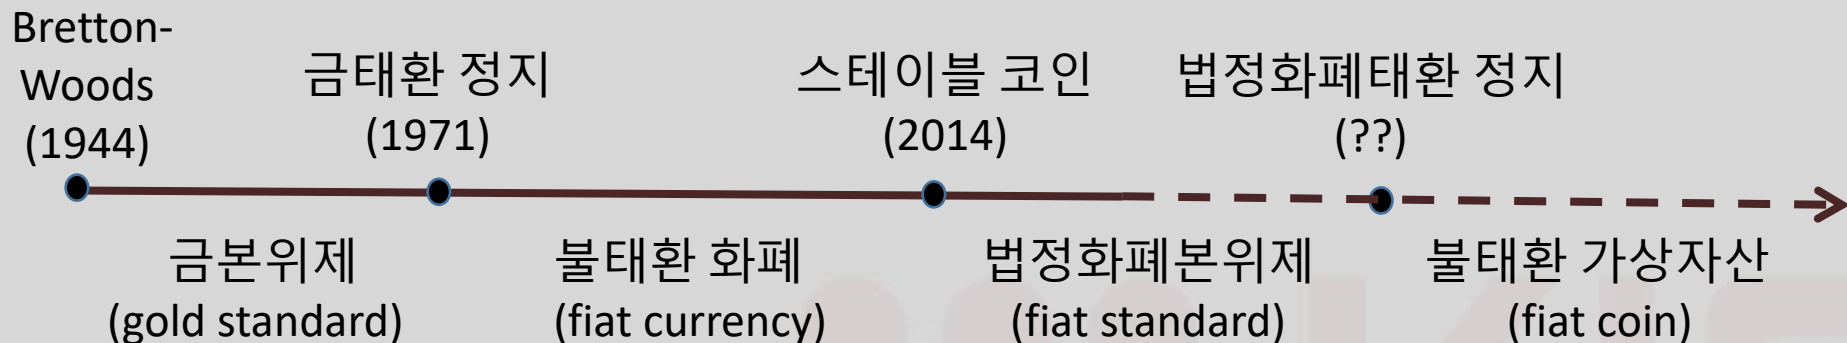 Bretton-
Woods
(1944)
금태환 정지
(1971)
스테이블 코인
(2014)
법정화폐태환 정지
(??)
금본위제
(gold standard)
불태환 화폐
(fiat currency)
법정화폐본위제
(fiat standard)
불태환 가상자산
(fiat coin)